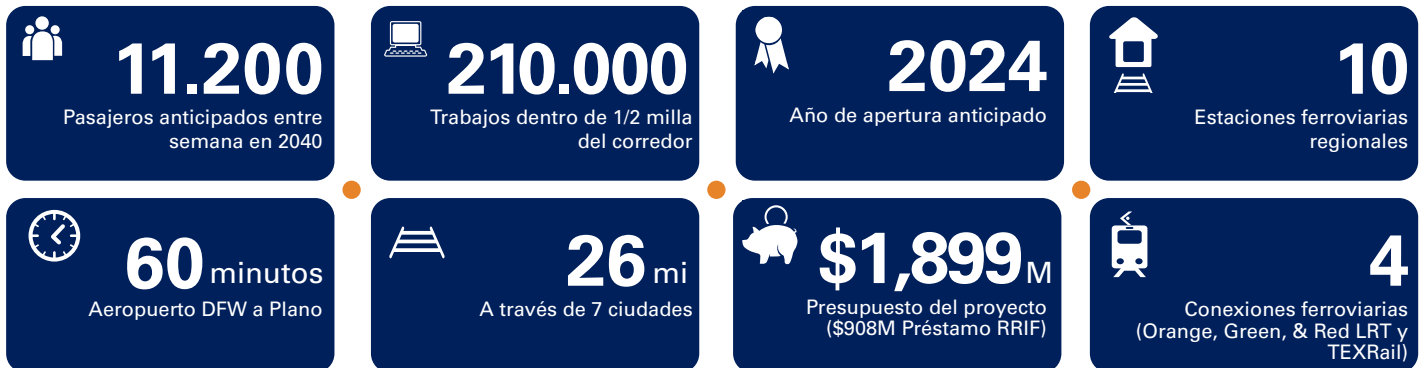 11.200
Pasajeros anticipados entre
semana en 2040
210.000
Trabajos dentro de 1/2 milla
del corredor
2024
Año de apertura anticipado
10
Estaciones ferroviarias
regionales
60 minutos
Aeropuerto DFW a Plano
26 mi
A través de 7 ciudades
$1,899 M
Presupuesto del proyecto
($908M Préstamo RRIF)
4
Conexiones ferroviarias
(Orange, Green, & Red LRT y
TEXRail)